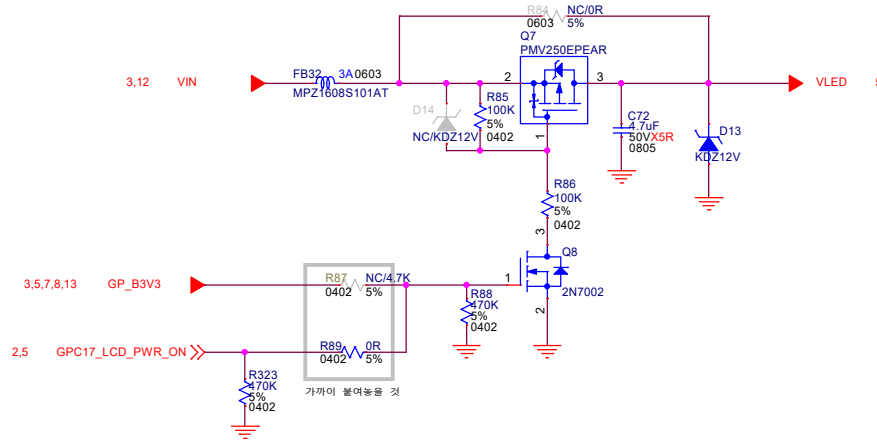 R84 NC/0R
0603 5%
Q7
PMV250EPEAR
3,12 VIN
FB32 3A 0603
MPZ1608S101AT
2
3
VLED
D14
NC/KDZ12V
R85
100K
5%
0402
1
C72
4.7uF
50V X5R
0805
D13
KDZ12V
R86
100K
5%
0402
3
Q8
3,5,7,8,13 GP_B3V3
R87 NC/4.7K
0402 5%
1
2N7002
R88
470K
5%
0402
2
2,5 GPC17_LCD_PWR_ON
R89 0R
0402 5%
R323
470K
5%
0402
가까이 붙여놓을 것